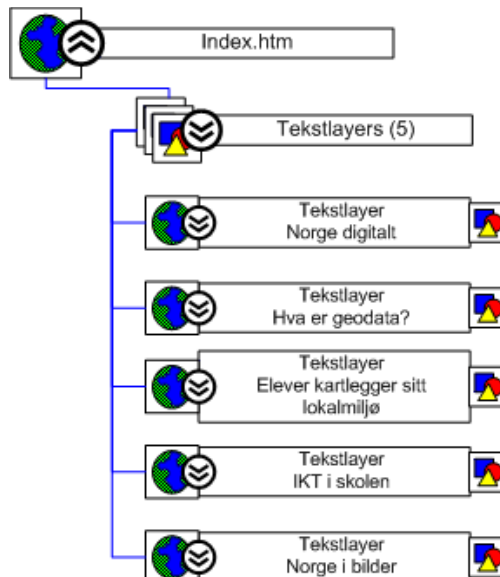 Index.htm
Tekstlayers (5)
Tekstlayer
Norge digitalt
Tekstlayer
Hva er geodata?
Tekstlayer
Elever kartlegger sitt
lokalmiljø
Tekstlayer
IKT i skolen
Tekstlayer
Norge i bilder